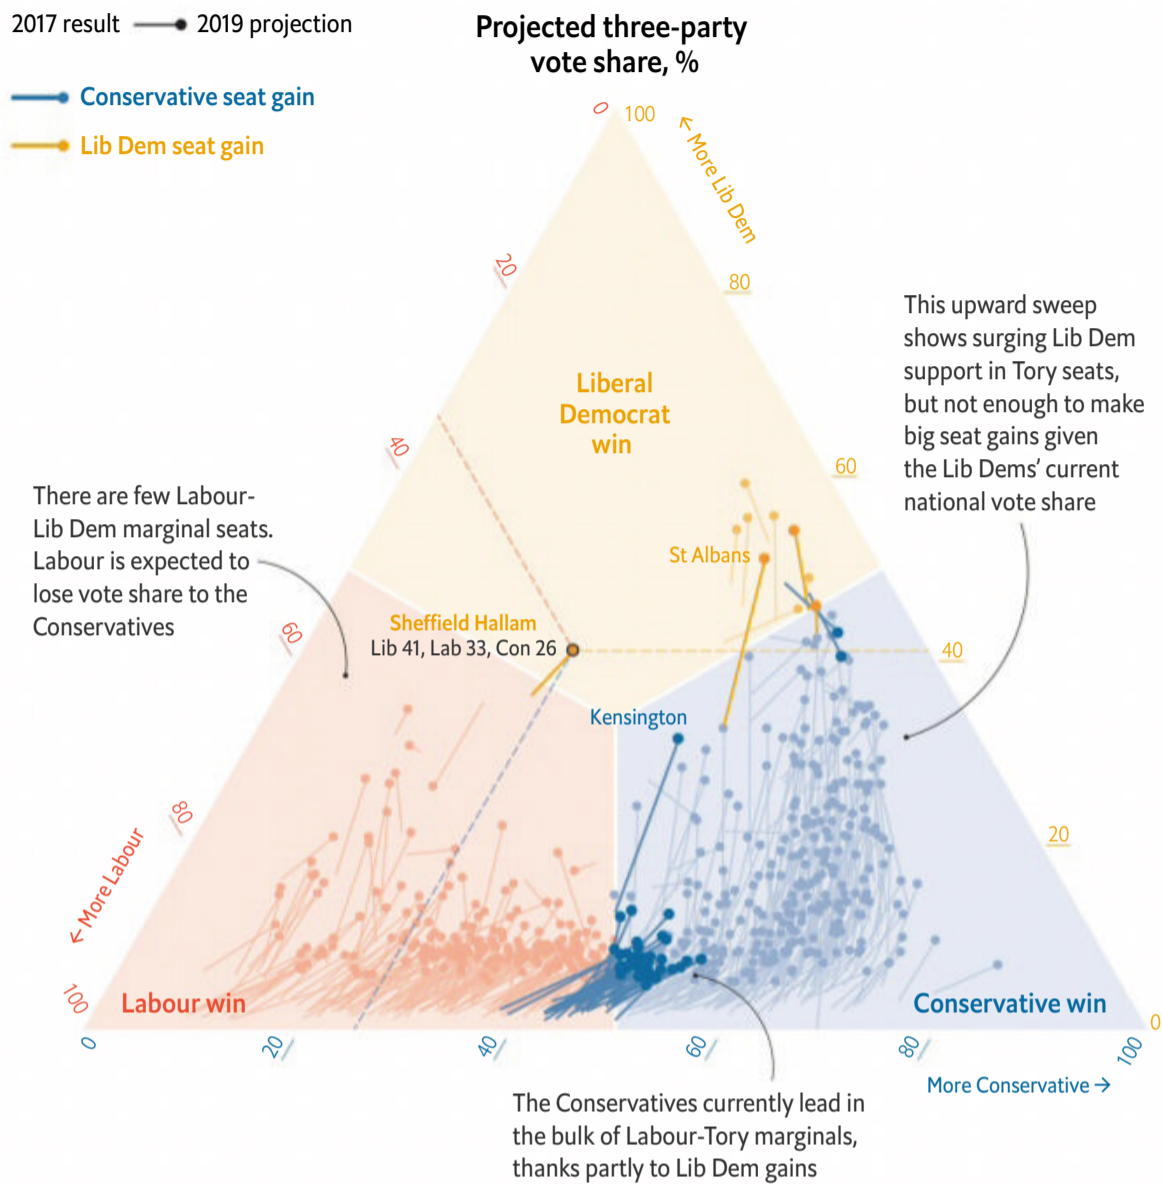 2017 result 2019 projection
Projected three-party
vote share, %
Conservative seat gain
Lib Dem seat gain
0
100
← More Lib Dem
20
80
This upward sweep
shows surging Lib Dem
support in Tory seats,
but not enough to make
big seat gains given
the Lib Dems' current
national vote share
Liberal
Democrat
win
40
60
There are few Labour-
Lib Dem marginal seats.
Labour is expected to
lose vote share to the
Conservatives
St Albans
60
Sheffield Hallam
Lib 41, Lab 33, Con 26
40
Kensington
80
20
← More Labour
100
Labour win
Conservative win
0
0
20
40
60
80
100
More Conservative →
The Conservatives currently lead in
the bulk of Labour-Tory marginals,
thanks partly to Lib Dem gains